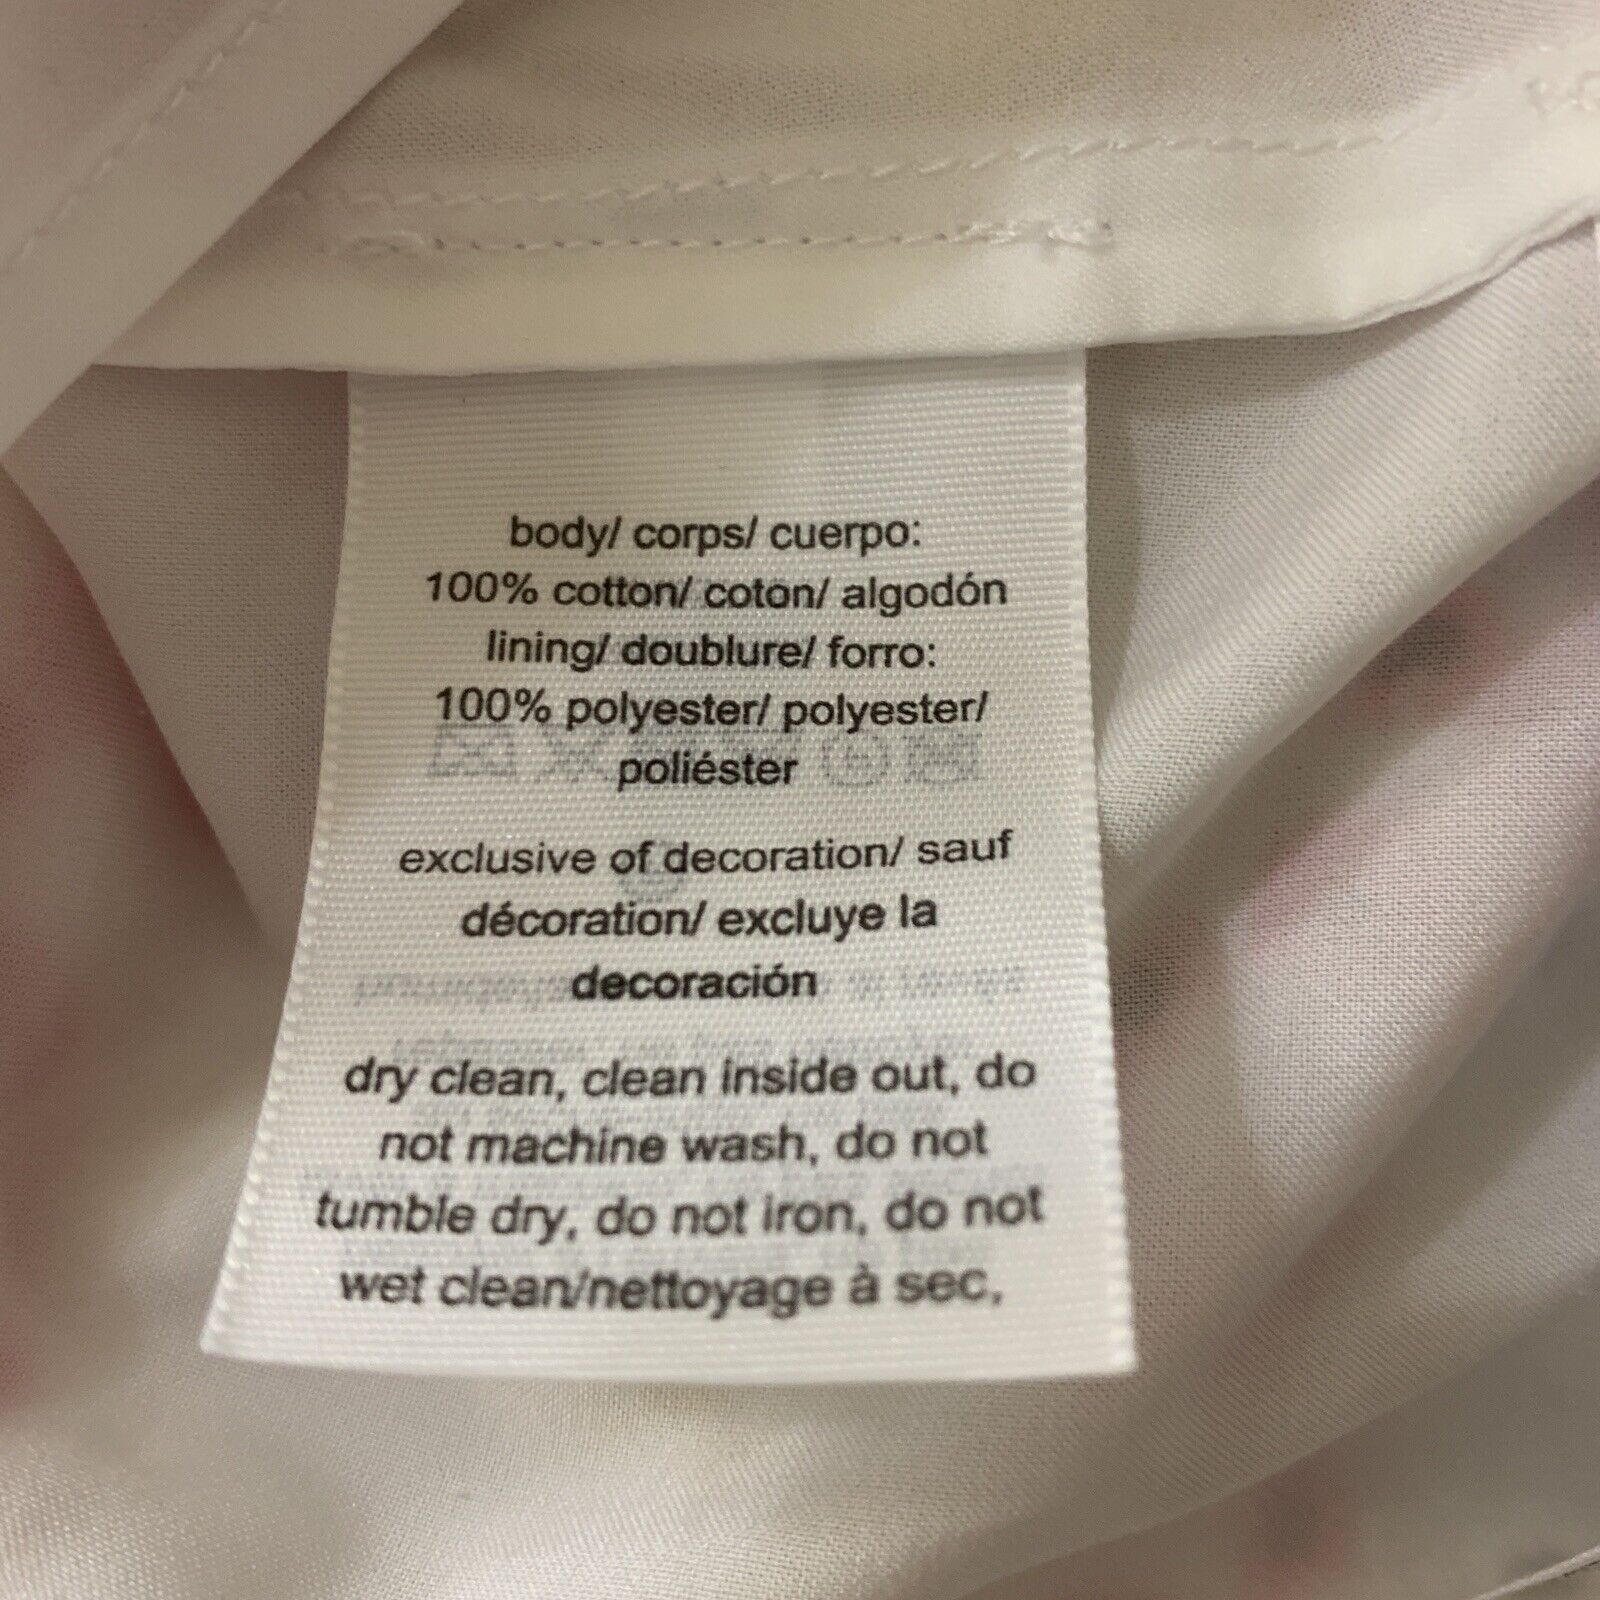 body/ corps/ cuerpo:
100% cotton/ coton/ algodón
lining/ doublure/ forro:
100% polyester/ polyester/
poliéster
exclusive of decoration/ sauf
décoration/ excluye la
decoración
dry clean, clean inside out, do
not machine wash, do not
tumble dry, do not iron, do not
wet clean/nettoyage à sec,